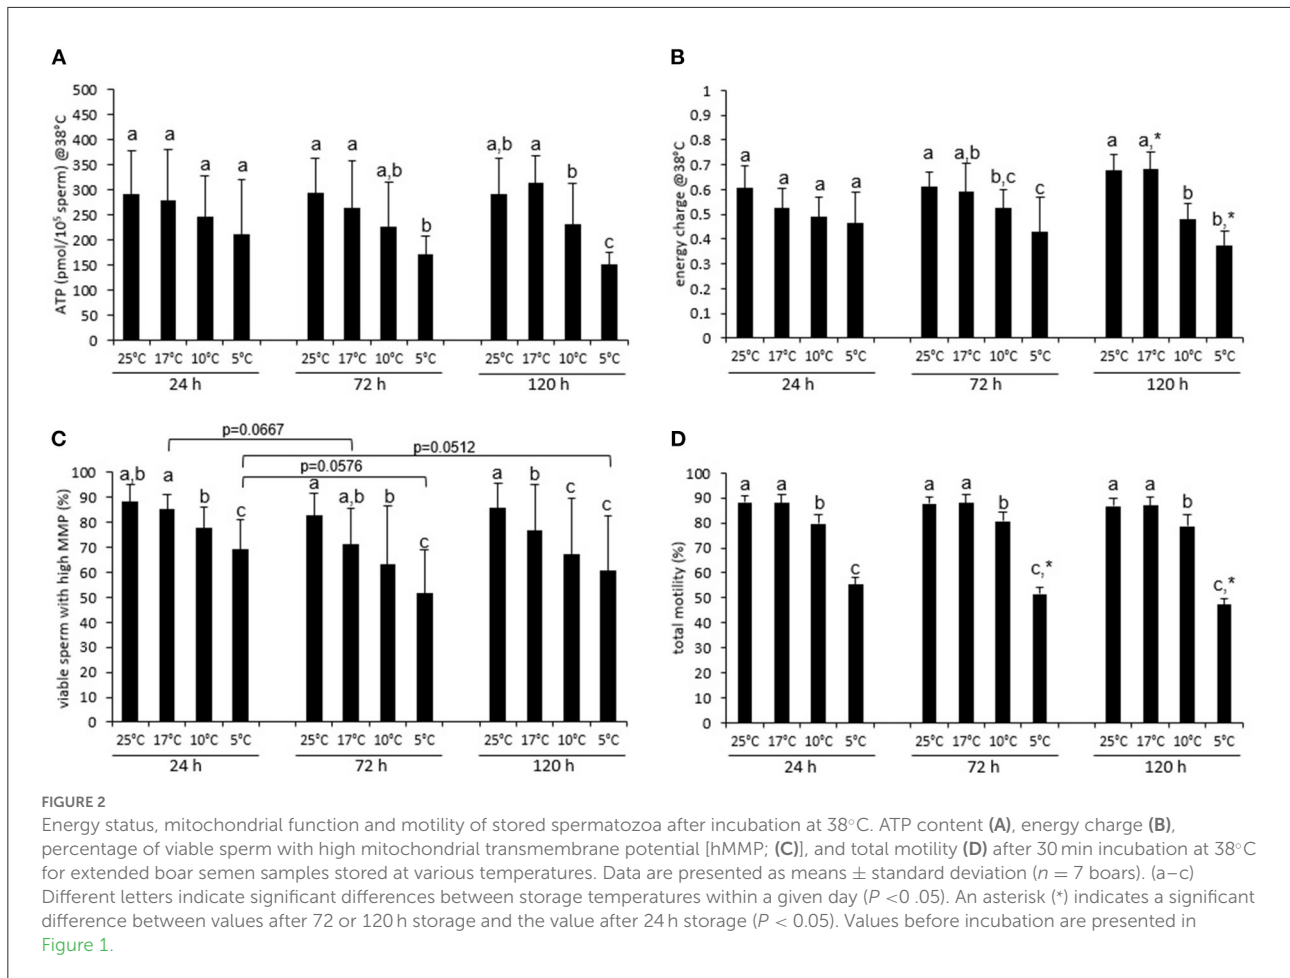 A
ATP (pmol/10⁵ sperm) @38°C
500
450
400
350
300
250
200
150
100
50
0
a a a a
a a a,b b
a,b a b c
25°C 17°C 10°C 5°C 25°C 17°C 10°C 5°C 25°C 17°C 10°C 5°C
24 h 72 h 120 h
B
energy charge @38°C
1
0.9
0.8
0.7
0.6
0.5
0.4
0.3
0.2
0.1
0
a a a a
a a,b b,c c
a a,* b b,*
25°C 17°C 10°C 5°C 25°C 17°C 10°C 5°C 25°C 17°C 10°C 5°C
24 h 72 h 120 h
C
p=0.0667
p=0.0512
p=0.0576
viable sperm with high MMP (%)
100
90
80
70
60
50
40
30
20
10
0
a,b a b c
a a,b b c
a b c c
25°C 17°C 10°C 5°C 25°C 17°C 10°C 5°C 25°C 17°C 10°C 5°C
24 h 72 h 120 h
D
total motility (%)
100
90
80
70
60
50
40
30
20
10
0
a a b c
a a b c,*
a a b c,*
25°C 17°C 10°C 5°C 25°C 17°C 10°C 5°C 25°C 17°C 10°C 5°C
24 h 72 h 120 h
FIGURE 2
Energy status, mitochondrial function and motility of stored spermatozoa after incubation at 38°C. ATP content (A), energy charge (B),
percentage of viable sperm with high mitochondrial transmembrane potential [hMMP; (C)], and total motility (D) after 30 min incubation at 38°C
for extended boar semen samples stored at various temperatures. Data are presented as means ± standard deviation (n = 7 boars). (a–c)
Different letters indicate significant differences between storage temperatures within a given day (P <0 .05). An asterisk (*) indicates a significant
difference between values after 72 or 120 h storage and the value after 24 h storage (P < 0.05). Values before incubation are presented in
Figure 1.